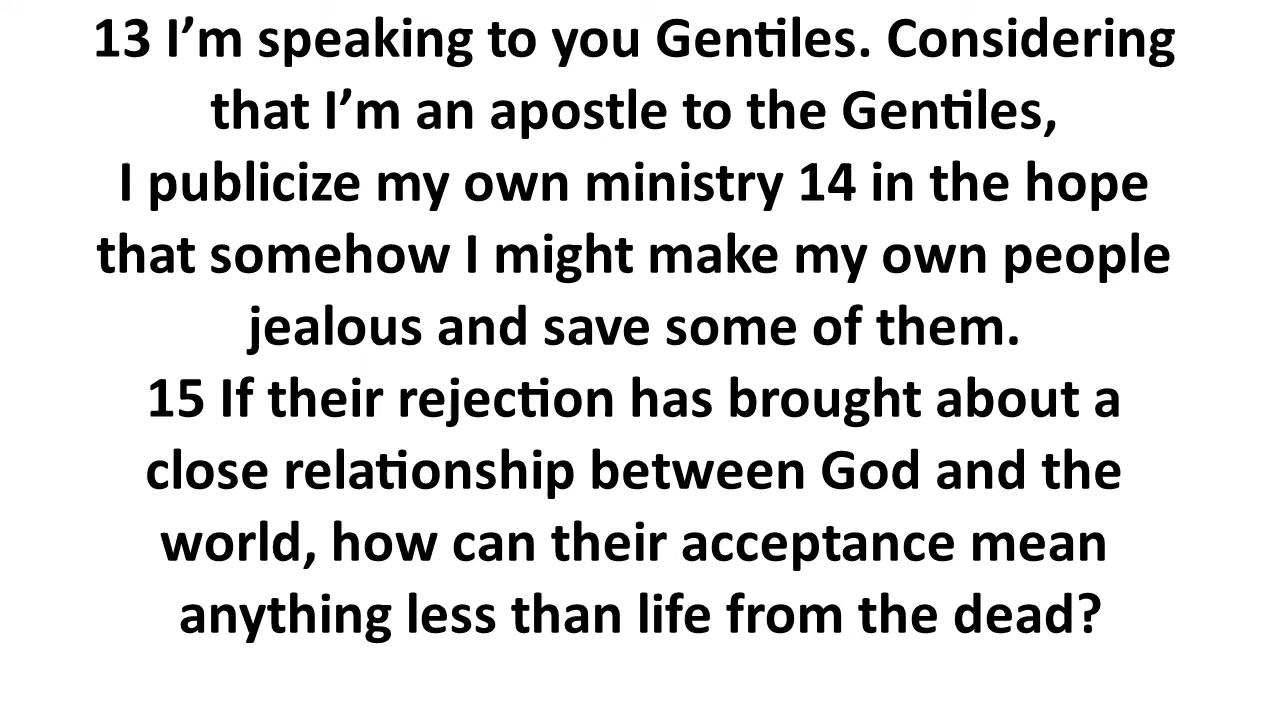 13 I’m speaking to you Gentiles. Considering
that I’m an apostle to the Gentiles,
I publicize my own ministry 14 in the hope
that somehow I might make my own people
jealous and save some of them.
15 If their rejection has brought about a
close relationship between God and the
world, how can their acceptance mean
anything less than life from the dead?